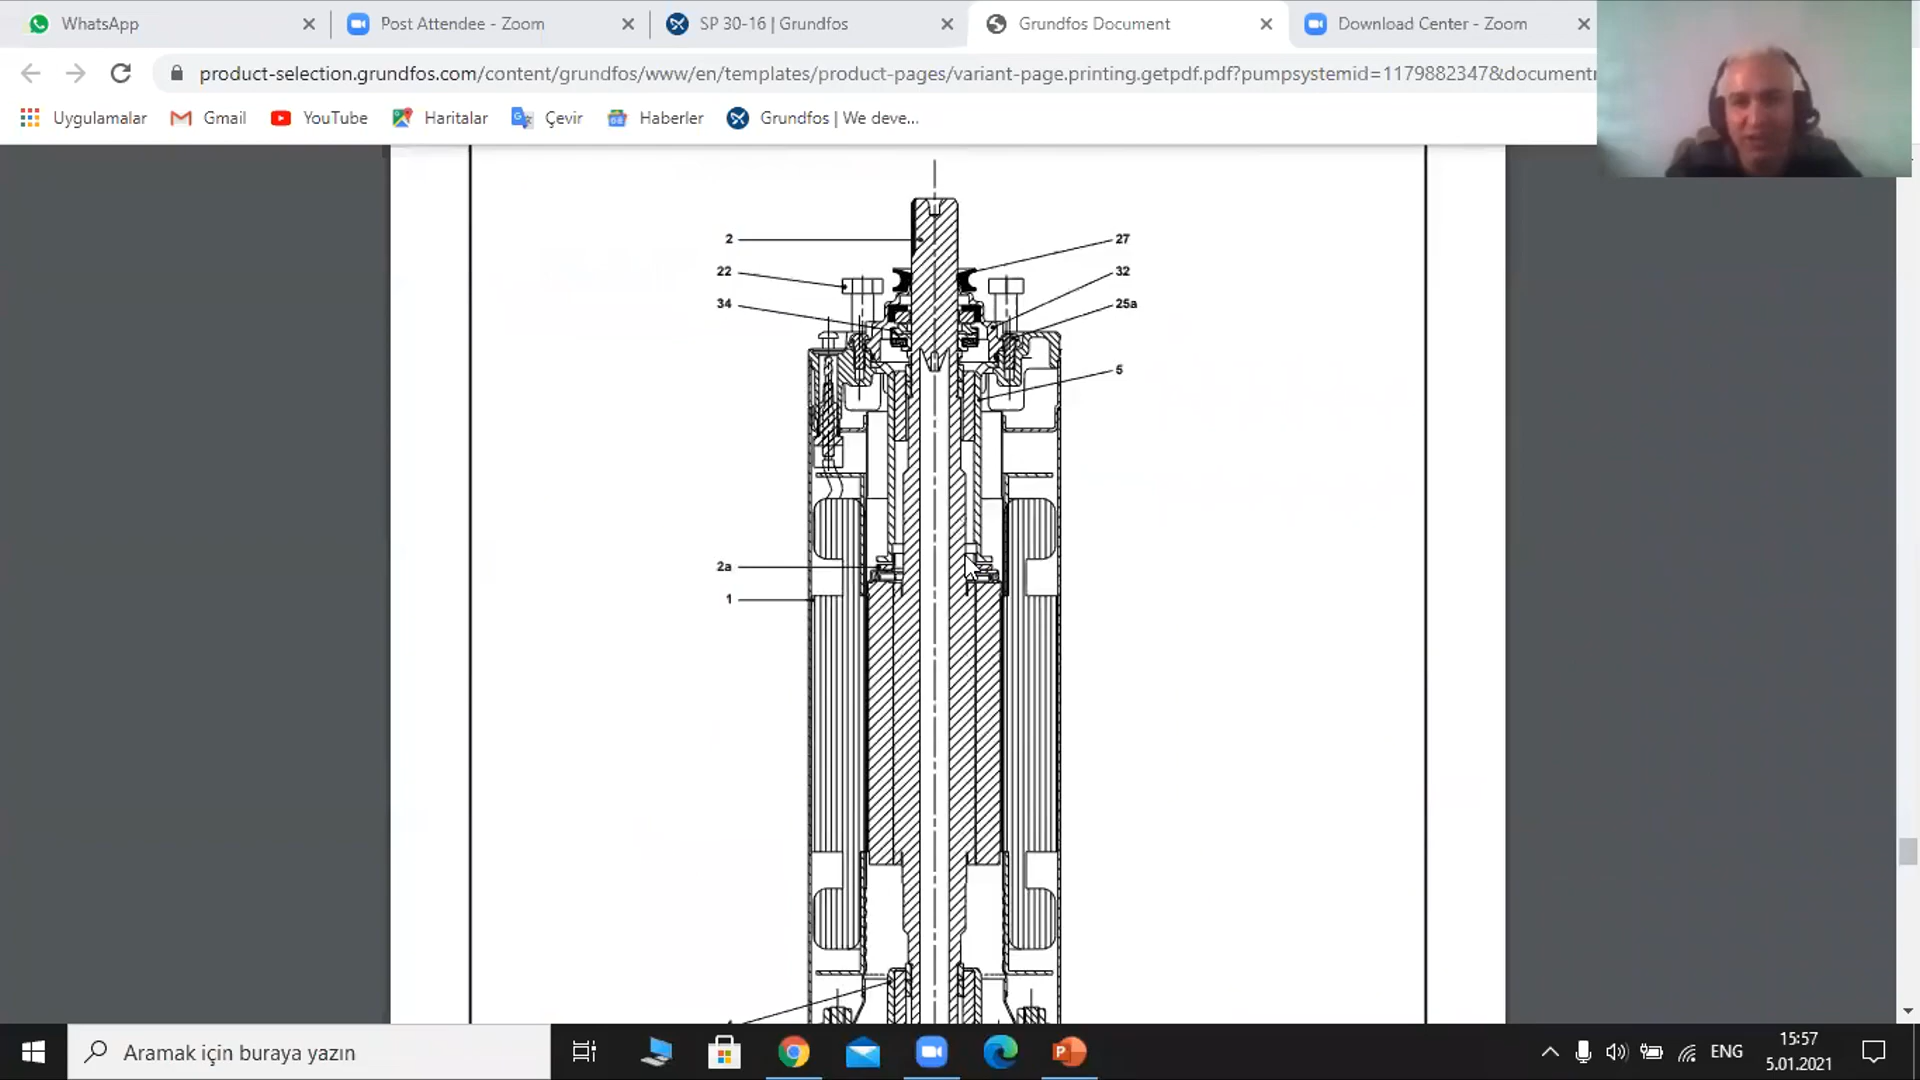 WhatsApp
Post Attendee - Zoom
SP 30-16 | Grundfos
Grundfos Document
Download Center - Zoom
product-selection.grundfos.com/content/grundfos/www/en/templates/product-pages/variant-page.printing.getpdf.pdf?pumpsystemid=1179882347&document
Uygulamalar
Gmail
YouTube
Haritalar
Çevir
Haberler
Grundfos | We deve...
2
27
22
32
34
25a
5
2a
1
Aramak için buraya yazın
ENG
15:57
5.01.2021